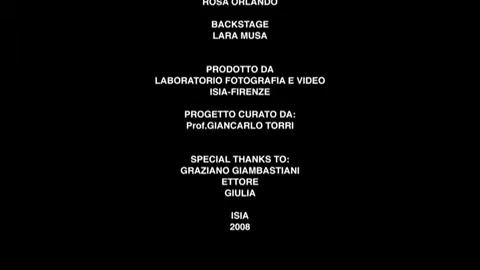 ROSA ORLANDO
BACKSTAGE
LARA MUSA
PRODOTTO DA
LABORATORIO FOTOGRAFIA E VIDEO
ISIA-FIRENZE
PROGETTO CURATO DA:
Prof.GIANCARLO TORRI
SPECIAL THANKS TO:
GRAZIANO GIAMBASTIANI
ETTORE
GIULIA
ISIA
2008